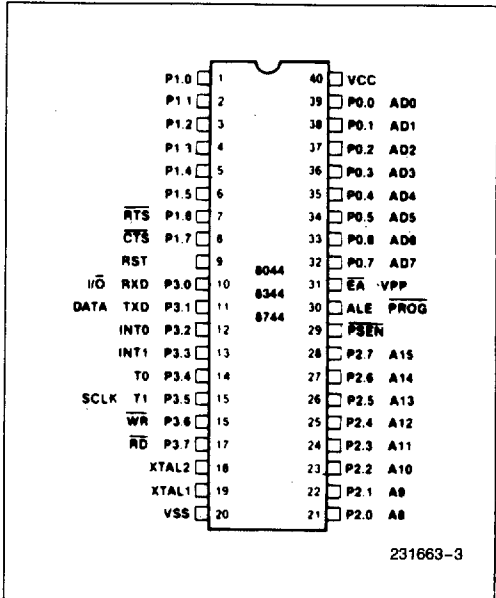 P1.0 1 40 VCC
P1.1 2 39 P0.0 AD0
P1.2 3 38 P0.1 AD1
P1.3 4 37 P0.2 AD2
P1.4 5 36 P0.3 AD3
P1.5 6 35 P0.4 AD4
RTS P1.6 7 34 P0.5 AD5
CTS P1.7 8 33 P0.6 AD6
RST 9 32 P0.7 AD7
I/O RXD P3.0 10 8044 31 EA VPP
DATA TXD P3.1 11 8344 30 ALE PROG
INT0 P3.2 12 8744 29 PSEN
INT1 P3.3 13 28 P2.7 A15
T0 P3.4 14 27 P2.6 A14
SCLK T1 P3.5 15 26 P2.5 A13
WR P3.6 15 25 P2.4 A12
RD P3.7 17 24 P2.3 A11
XTAL2 18 23 P2.2 A10
XTAL1 19 22 P2.1 A9
VSS 20 21 P2.0 A8
231663-3